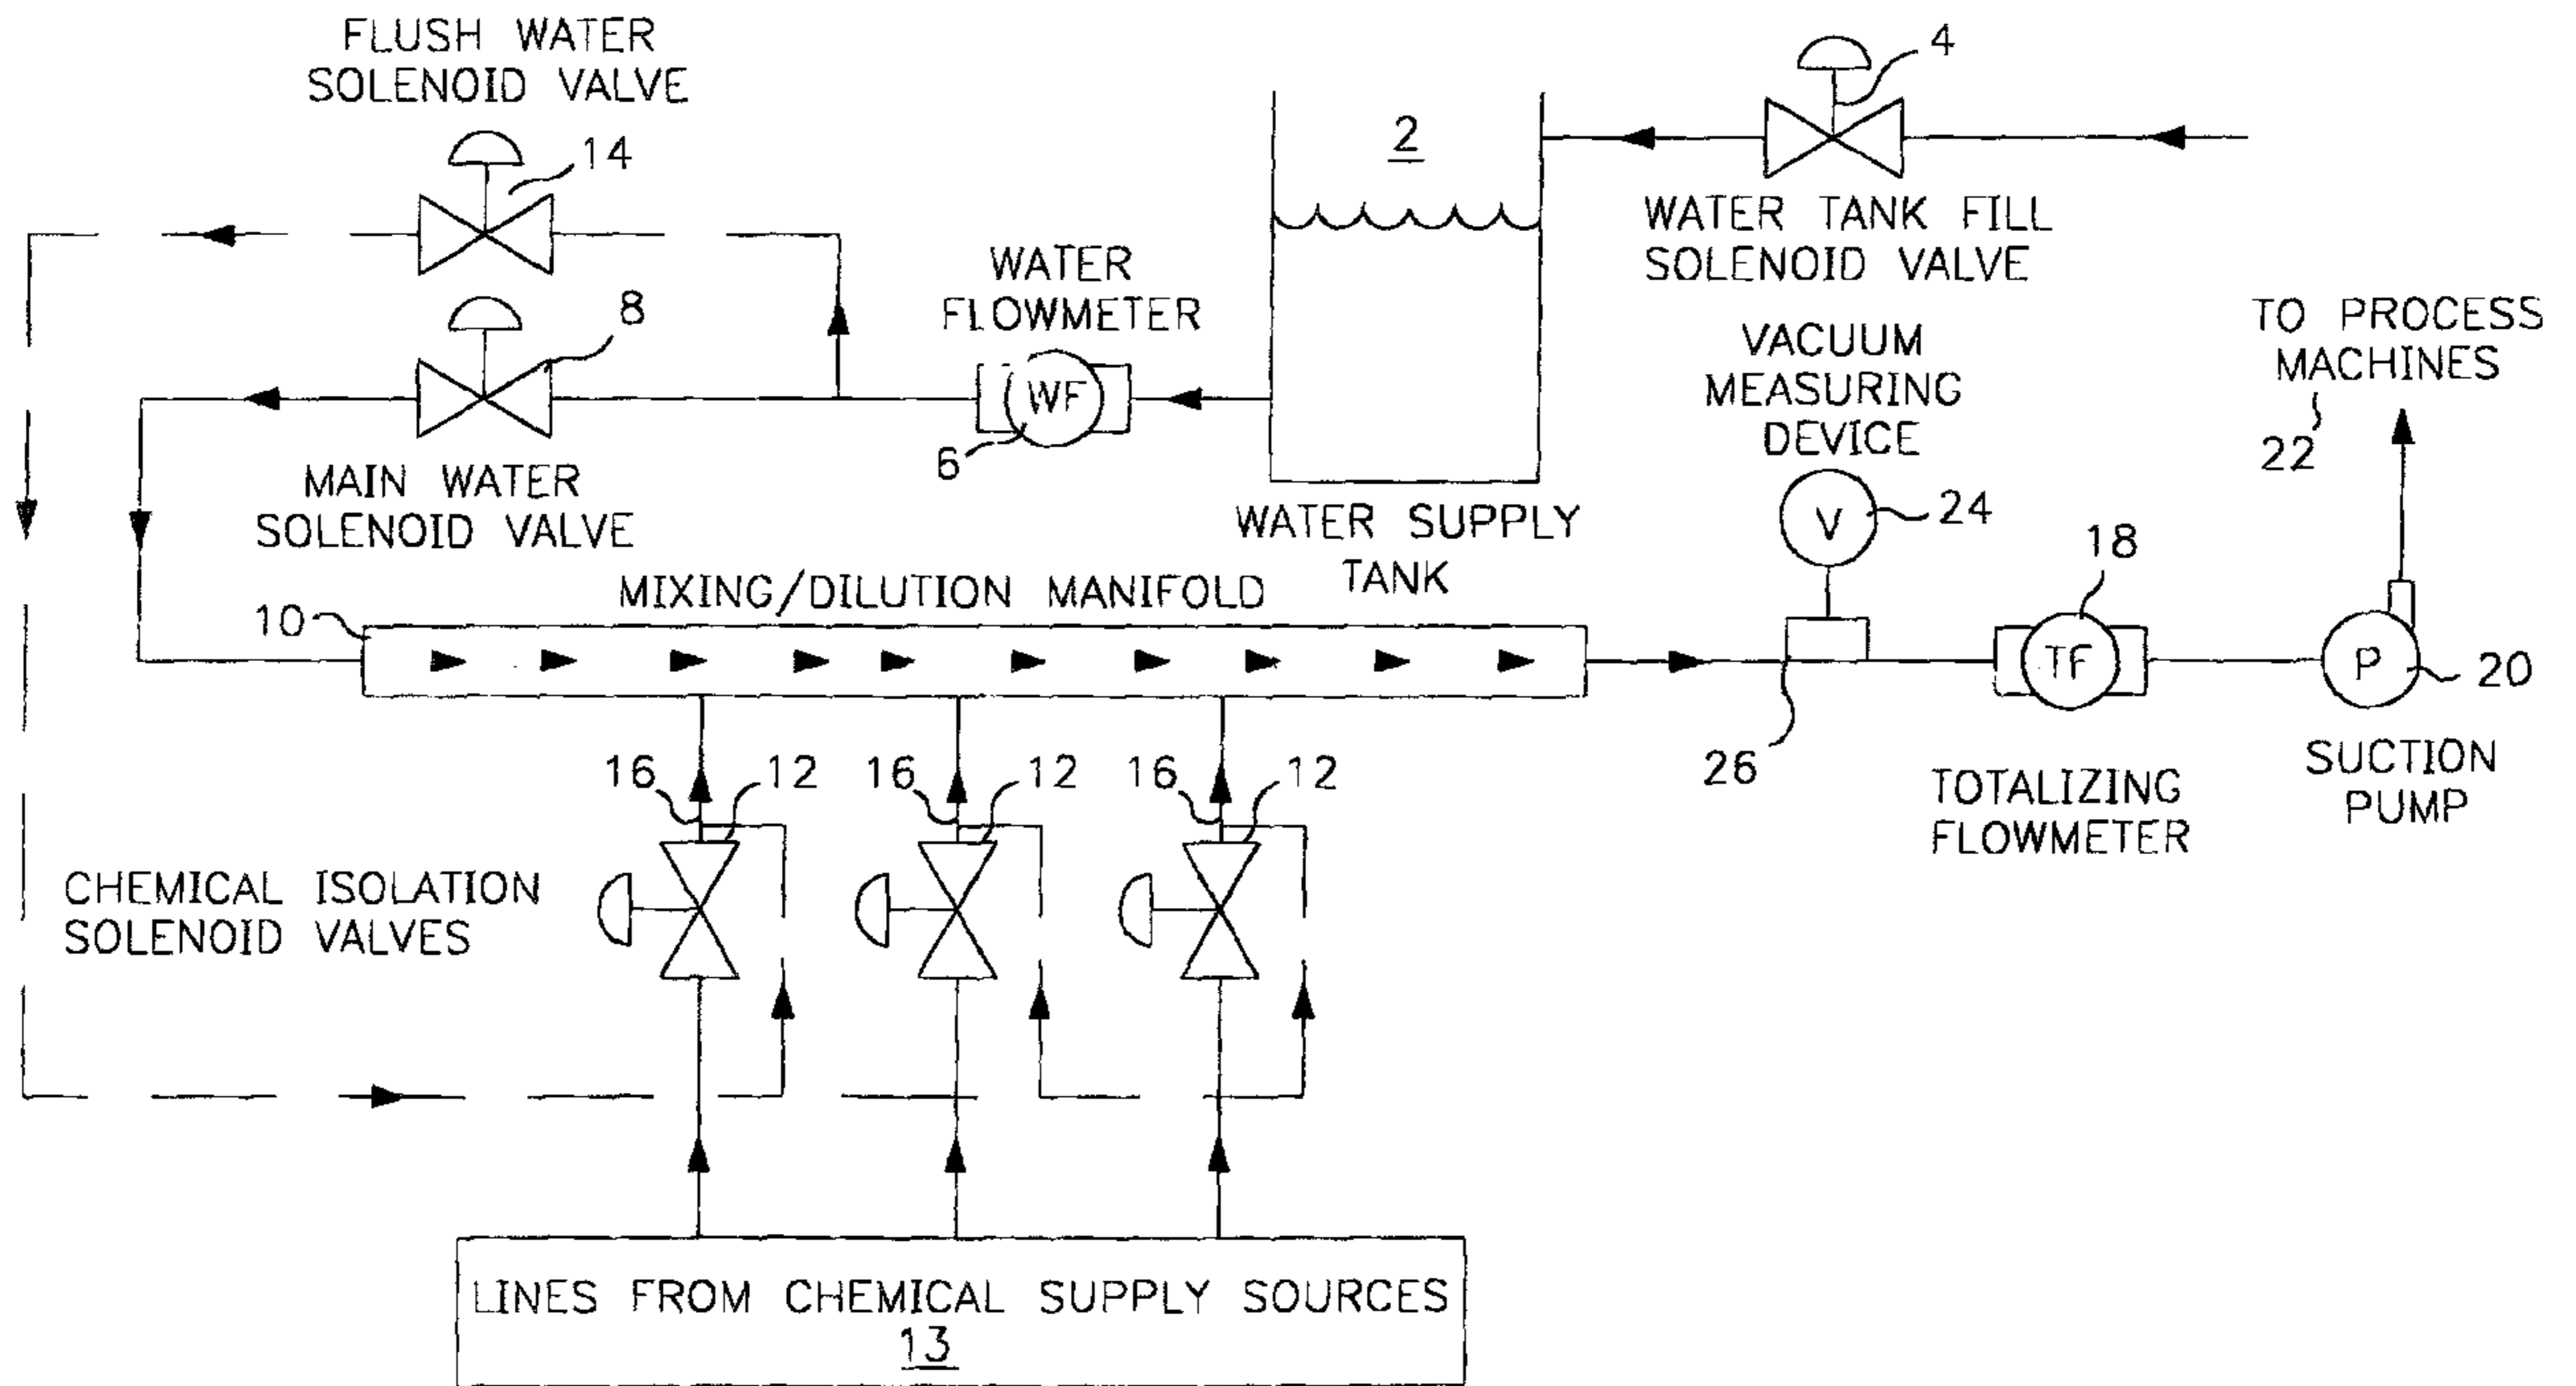 FLUSH WATER
SOLENOID VALVE
14
4
2
WATER TANK FILL
SOLENOID VALVE
WATER
FLOWMETER
8
WF
6
MAIN WATER
SOLENOID VALVE
WATER SUPPLY
TANK
VACUUM
MEASURING
DEVICE
V
24
TO PROCESS
MACHINES
22
18
MIXING/DILUTION MANIFOLD
10
TF
P
20
26
TOTALIZING
FLOWMETER
SUCTION
PUMP
16
12
16
12
16
12
CHEMICAL ISOLATION
SOLENOID VALVES
LINES FROM CHEMICAL SUPPLY SOURCES
13